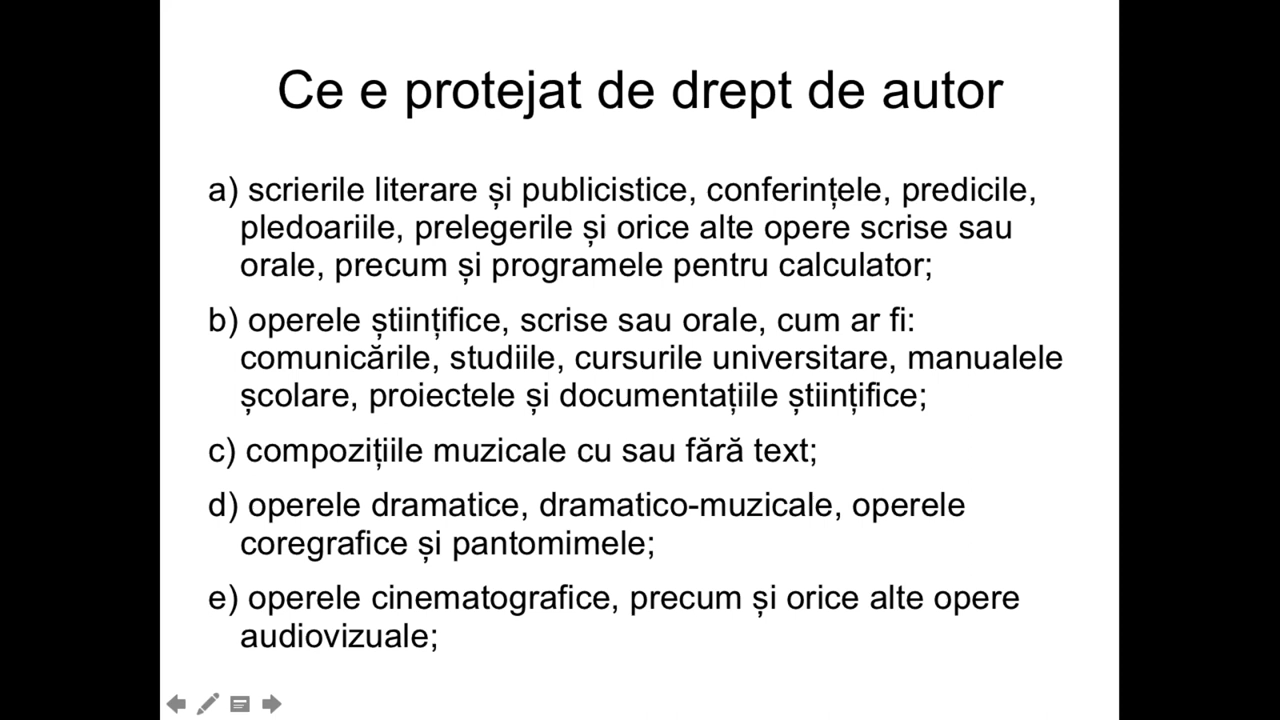 Ce e protejat de drept de autor
a) scrierile literare și publicistice, conferințele, predicile,
pledoariile, prelegerile și orice alte opere scrise sau
orale, precum și programele pentru calculator;
b) operele științifice, scrise sau orale, cum ar fi:
comunicările, studiile, cursurile universitare, manualele
școlare, proiectele și documentațiile științifice;
c) compozițiile muzicale cu sau fără text;
d) operele dramatice, dramatico-muzicale, operele
coregrafice și pantomimele;
e) operele cinematografice, precum și orice alte opere
audiovizuale;